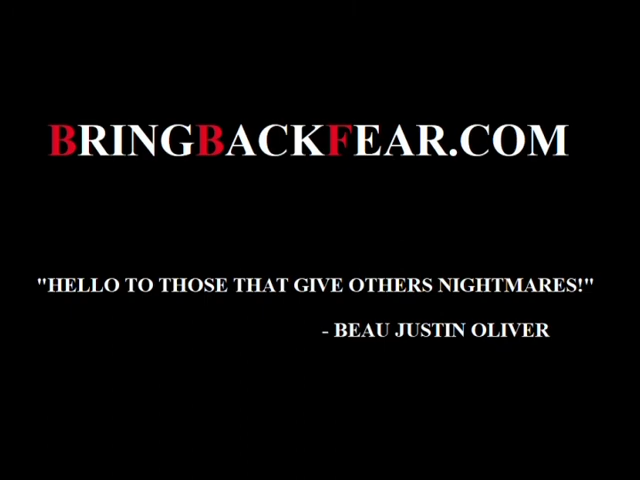 BRINGBACKFEAR.COM
"HELLO TO THOSE THAT GIVE OTHERS NIGHTMARES!"
- BEAU JUSTIN OLIVER